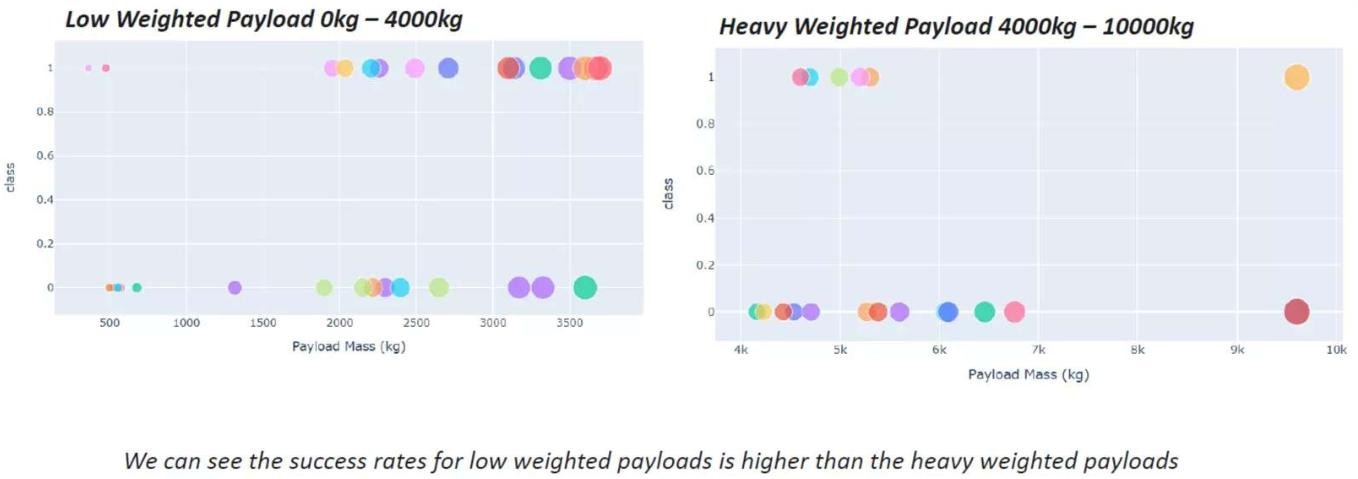 Low Weighted Payload 0kg – 4000kg
1
0.8
0.6
0.4
0.2
0
class
500
1000
1500
2000
2500
3000
3500
Payload Mass (kg)
Heavy Weighted Payload 4000kg – 10000kg
1
0.8
0.6
0.4
0.2
0
class
4k
5k
6k
7k
8k
9k
10k
Payload Mass (kg)
We can see the success rates for low weighted payloads is higher than the heavy weighted payloads